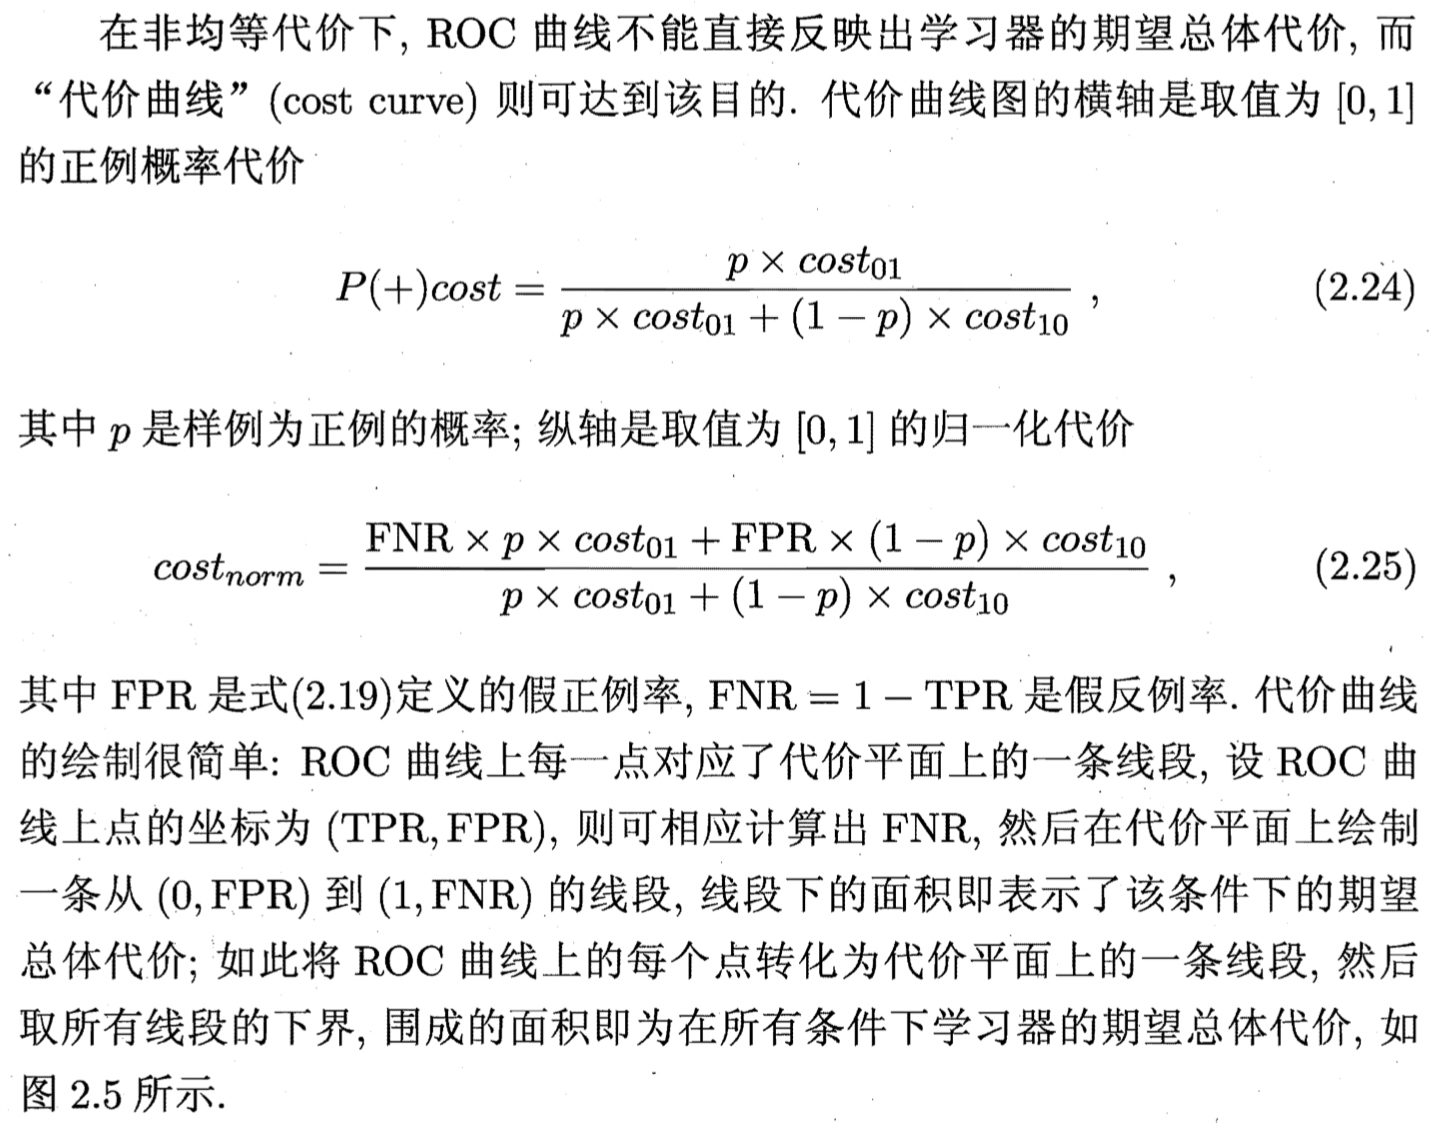 在非均等代价下, ROC 曲线不能直接反映出学习器的期望总体代价, 而
“代价曲线” (cost curve) 则可达到该目的. 代价曲线图的横轴是取值为 [0, 1]
的正例概率代价
P(+)cost = \frac{p × cost_{01}}{p × cost_{01} + (1 − p) × cost_{10}} , (2.24)
其中 p 是样例为正例的概率; 纵轴是取值为 [0, 1] 的归一化代价
cost_{norm} = \frac{FNR × p × cost_{01} + FPR × (1 − p) × cost_{10}}{p × cost_{01} + (1 − p) × cost_{10}} , (2.25)
其中 FPR 是式(2.19)定义的假正例率, FNR = 1 − TPR 是假反例率. 代价曲线
的绘制很简单: ROC 曲线上每一点对应了代价平面上的一条线段, 设 ROC 曲
线上点的坐标为 (TPR, FPR), 则可相应计算出 FNR, 然后在代价平面上绘制
一条从 (0, FPR) 到 (1, FNR) 的线段, 线段下的面积即表示了该条件下的期望
总体代价; 如此将 ROC 曲线上的每个点转化为代价平面上的一条线段, 然后
取所有线段的下界, 围成的面积即为在所有条件下学习器的期望总体代价, 如
图 2.5 所示.